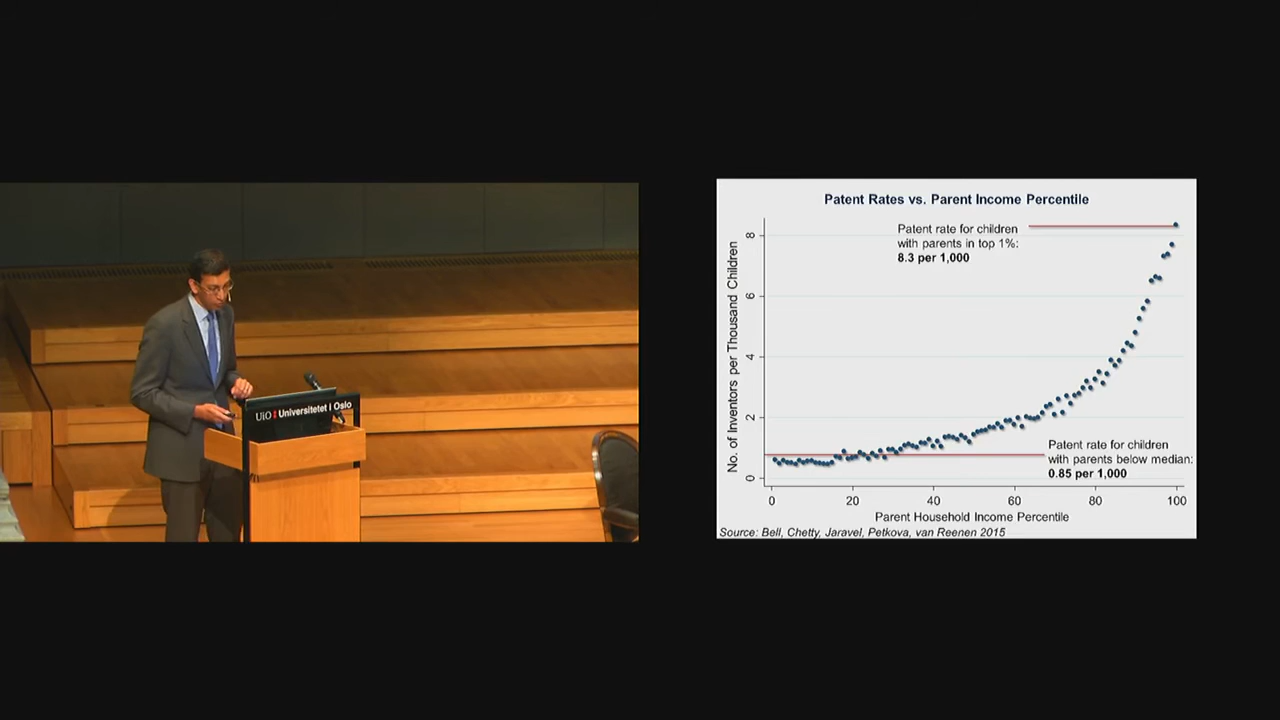 UiO Universitetet i Oslo
Patent Rates vs. Parent Income Percentile
No. of Inventors per Thousand Children
8
6
4
2
0
Patent rate for children
with parents in top 1%:
8.3 per 1,000
Patent rate for children
with parents below median:
0.85 per 1,000
0 20 40 60 80 100
Parent Household Income Percentile
Source: Bell, Chetty, Jaravel, Petkova, van Reenen 2015